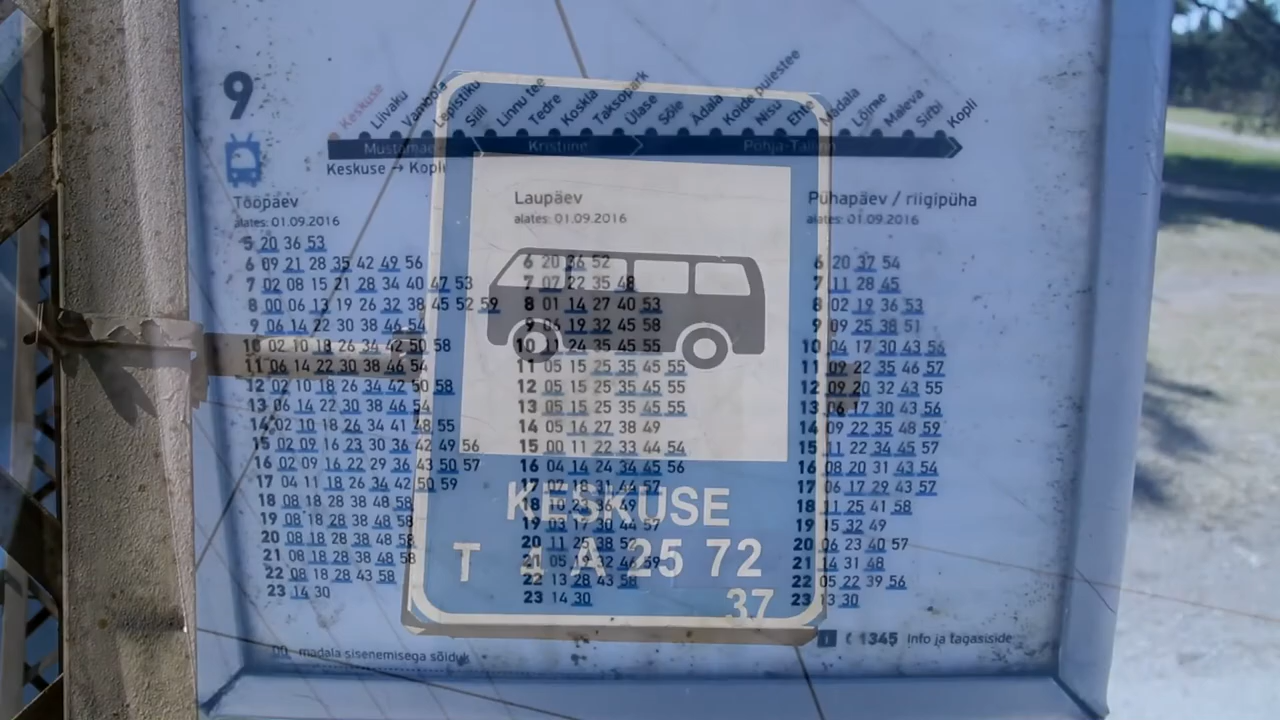 9
Keskuse Liivaku Vambola Lepistiku Siili Linnu tee Tedre Koskla Taksopark Ülase Sõle Ädala Koide puiestee Nisu Ehte Madala Lõime Maleva Sirbi Kopli
Mustamäe Kristiine Põhja-Tallinn
Keskuse → Kopli
Tööpäev
alates: 01.09.2016
5 20 36 53
6 09 21 28 35 42 49 56
7 02 08 15 21 28 34 40 47 53
8 00 06 13 19 26 32 38 45 52 59
9 06 14 22 30 38 46 54
10 02 10 18 26 34 42 50 58
11 06 14 22 30 38 46 54
12 02 10 18 26 34 42 50 58
13 06 14 22 30 38 46 54
14 02 10 18 26 34 41 48 55
15 02 09 16 23 30 36 42 49 56
16 02 09 16 22 29 36 43 50 57
17 04 11 18 26 34 42 50 59
18 08 18 28 38 48 58
19 08 18 28 38 48 58
20 08 18 28 38 48 58
21 08 18 28 38 48 58
22 08 18 28 43 58
23 14 30
Laupäev
alates: 01.09.2016
6 20 36 52
7 07 22 35 48
8 01 14 27 40 53
9 06 19 32 45 58
10 11 24 35 45 55
11 05 15 25 35 45 55
12 05 15 25 35 45 55
13 05 15 25 35 45 55
14 05 16 27 38 49
15 00 11 22 33 44 54
16 04 14 24 34 45 56
17 07 18 31 44 57
18 10 23 36 49
19 03 17 30 44 57
20 11 25 38 52
21 05 19 32 46 59
22 13 28 43 58
23 14 30
Pühapäev / riigipüha
alates: 01.09.2016
6 20 37 54
7 11 28 45
8 02 19 36 53
9 09 25 38 51
10 04 17 30 43 56
11 09 22 35 46 57
12 09 20 32 43 55
13 06 17 30 43 56
14 09 22 35 48 59
15 11 22 34 45 57
16 08 20 31 43 54
17 06 17 29 43 57
18 11 25 41 58
19 15 32 49
20 06 23 40 57
21 14 31 48
22 05 22 39 56
23 13 30
KESKUSE
T 4 A 25 72
37
00 madala sisenemisega sõiduk
1345 Info ja tagasiside